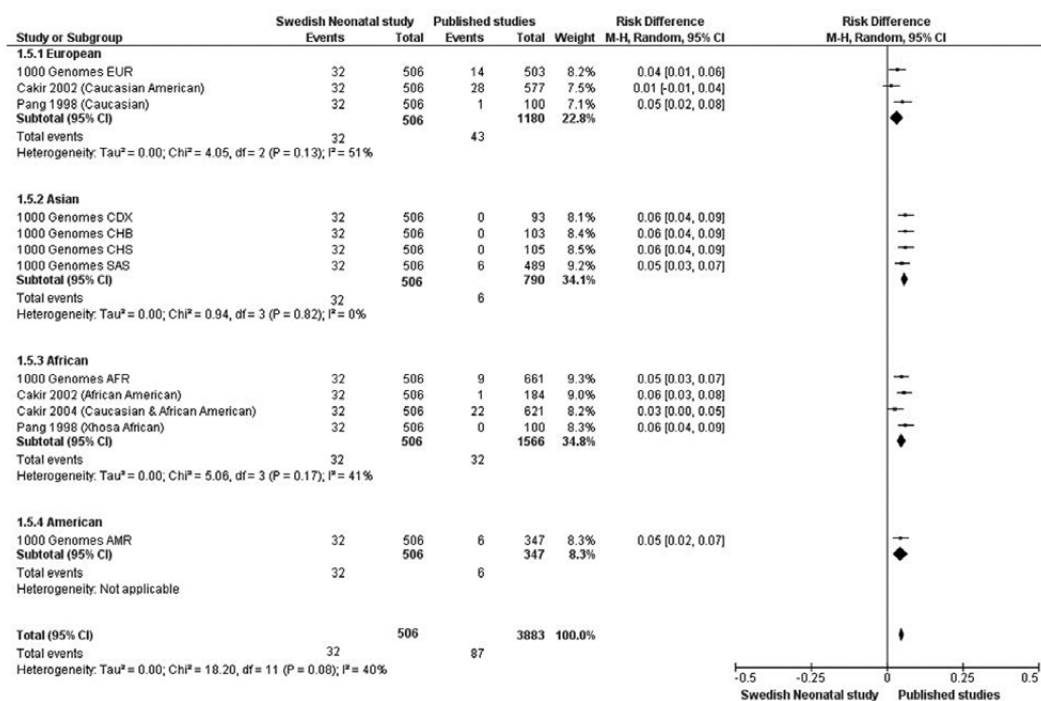 Swedish Neonatal study Published studies Risk Difference Risk Difference
Study or Subgroup Events Total Events Total Weight M-H, Random, 95% CI M-H, Random, 95% CI
1.5.1 European
1000 Genomes EUR 32 506 14 503 8.2% 0.04 [0.01, 0.06]
Cakir 2002 (Caucasian American) 32 506 28 577 7.5% 0.01 [-0.01, 0.04]
Pang 1998 (Caucasian) 32 506 1 100 7.1% 0.05 [0.02, 0.08]
Subtotal (95% CI) 506 1180 22.8%
Total events 32 43
Heterogeneity: Tau² = 0.00; Chi² = 4.05, df = 2 (P = 0.13); I² = 51%
1.5.2 Asian
1000 Genomes CDX 32 506 0 93 8.1% 0.06 [0.04, 0.09]
1000 Genomes CHB 32 506 0 103 8.4% 0.06 [0.04, 0.09]
1000 Genomes CHS 32 506 0 105 8.5% 0.06 [0.04, 0.09]
1000 Genomes SAS 32 506 6 489 9.2% 0.05 [0.03, 0.07]
Subtotal (95% CI) 506 790 34.1%
Total events 32 6
Heterogeneity: Tau² = 0.00; Chi² = 0.94, df = 3 (P = 0.82); I² = 0%
1.5.3 African
1000 Genomes AFR 32 506 9 661 9.3% 0.05 [0.03, 0.07]
Cakir 2002 (African American) 32 506 1 184 9.0% 0.06 [0.03, 0.08]
Cakir 2004 (Caucasian & African American) 32 506 22 621 8.2% 0.03 [0.00, 0.05]
Pang 1998 (Xhosa African) 32 506 0 100 8.3% 0.06 [0.04, 0.09]
Subtotal (95% CI) 506 1566 34.8%
Total events 32 32
Heterogeneity: Tau² = 0.00; Chi² = 5.06, df = 3 (P = 0.17); I² = 41%
1.5.4 American
1000 Genomes AMR 32 506 6 347 8.3% 0.05 [0.02, 0.07]
Subtotal (95% CI) 506 347 8.3%
Total events 32 6
Heterogeneity: Not applicable
Total (95% CI) 506 3883 100.0%
Total events 32 87
Heterogeneity: Tau² = 0.00; Chi² = 18.20, df = 11 (P = 0.08); I² = 40%
-0.5 -0.25 0 0.25 0.5
Swedish Neonatal study Published studies